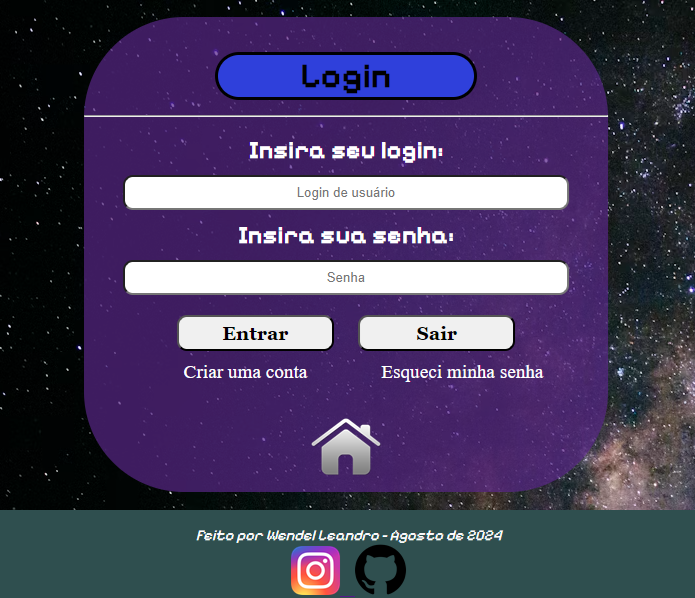 Login
Insira seu login:
Login de usuário
Insira sua senha:
Senha
Entrar Sair
Criar uma conta Esqueci minha senha
Feito por Wendel Leandro - Agosto de 2024